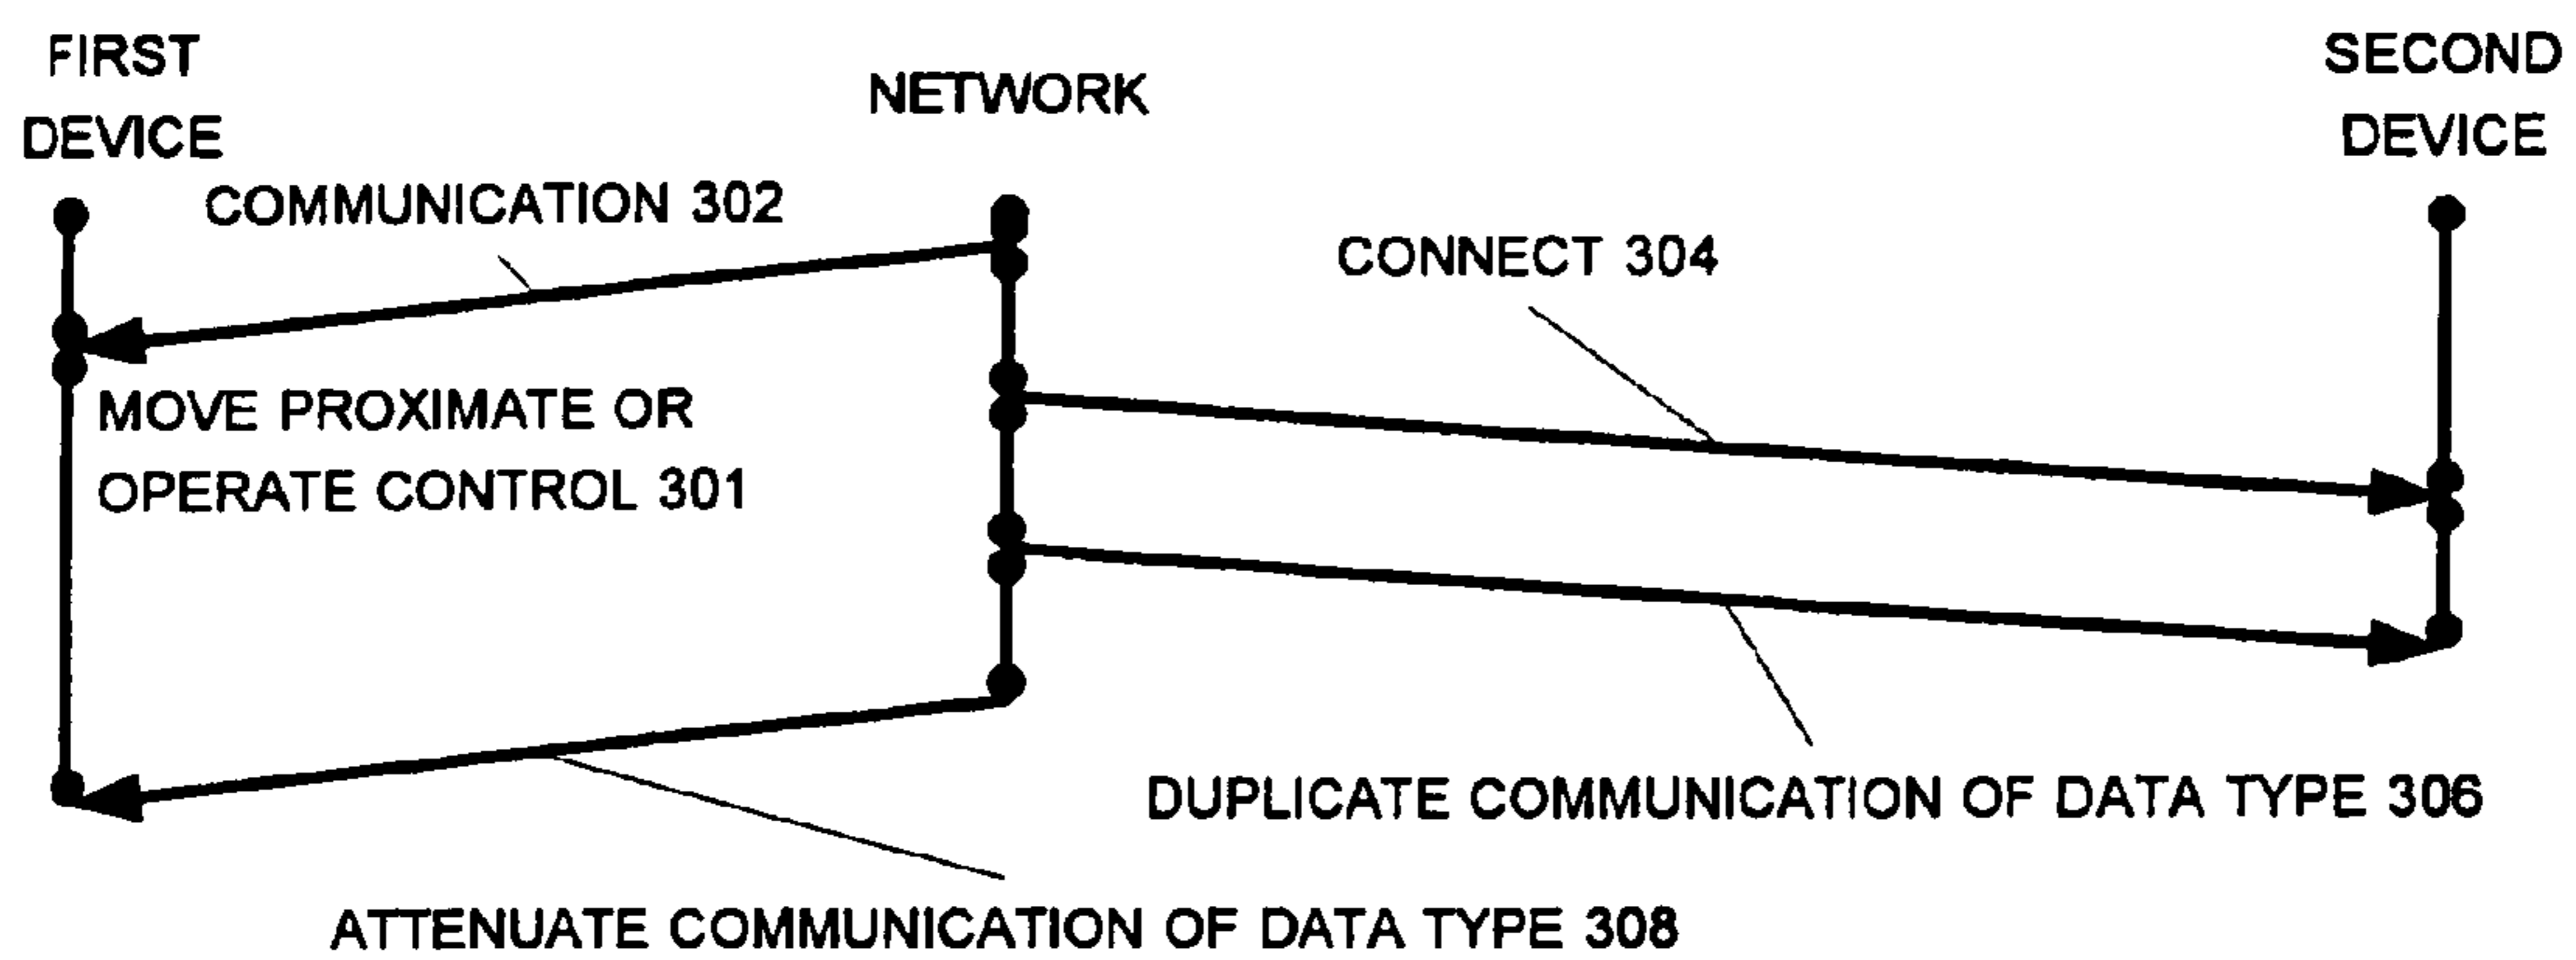 FIRST
DEVICE
NETWORK
SECOND
DEVICE
COMMUNICATION 302
CONNECT 304
MOVE PROXIMATE OR
OPERATE CONTROL 301
DUPLICATE COMMUNICATION OF DATA TYPE 306
ATTENUATE COMMUNICATION OF DATA TYPE 308